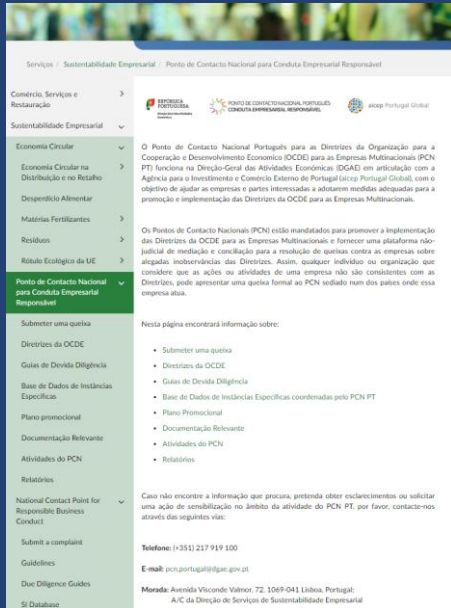 Serviços / Sustentabilidade Empresarial / Ponto de Contacto Nacional para Conduta Empresarial Responsável
Comércio, Serviços e
Restauração
Sustentabilidade Empresarial
Economia Circular
Economia Circular na
Distribuição e no Retalho
Desperdício Alimentar
Matérias Fertilizantes
Resíduos
Rótulo Ecológico da UE
Ponto de Contacto Nacional
para Conduta Empresarial
Responsável
Submeter uma queixa
Diretrizes da OCDE
Guias de Devida Diligência
Base de Dados de Instâncias
Específicas
Plano promocional
Documentação Relevante
Atividades do PCN
Relatórios
National Contact Point for
Responsible Business
Conduct
Submit a complaint
Guidelines
Due Diligence Guides
SI Database
REPÚBLICA
PORTUGUESA
PONTO DE CONTACTO NACIONAL PORTUGUÊS
CONDUTA EMPRESARIAL RESPONSÁVEL
aicep Portugal Global
O Ponto de Contacto Nacional Português para as Diretrizes da Organização para a
Cooperação e Desenvolvimento Economico (OCDE) para as Empresas Multinacionais (PCN
PT) funciona na Direção-Geral das Atividades Económicas (DGAE) em articulação com a
Agência para o Investimento e Comércio Externo de Portugal (aicep Portugal Global), com o
objetivo de ajudar as empresas e partes interessadas a adotarem medidas adequadas para a
promoção e implementação das Diretrizes da OCDE para as Empresas Multinacionais.
Os Pontos de Contacto Nacionais (PCN) estão mandatados para promover a implementação
das Diretrizes da OCDE para as Empresas Multinacionais e fornecer uma plataforma não-
judicial de mediação e conciliação para a resolução de queixas contra as empresas sobre
alegadas inobservâncias das Diretrizes. Assim, qualquer indivíduo ou organização que
considere que as ações ou atividades de uma empresa não são consistentes com as
Diretrizes, pode apresentar uma queixa formal ao PCN sediado num dos países onde essa
empresa atua.
Nesta página encontrará informação sobre:
• Submeter uma queixa
• Diretrizes da OCDE
• Guias de Devida Diligência
• Base de Dados de Instâncias Específicas coordenadas pelo PCN PT
• Plano Promocional
• Documentação Relevante
• Atividades do PCN
• Relatórios
Caso não encontre a informação que procura, pretenda obter esclarecimentos ou solicitar
uma ação de sensibilização no âmbito da atividade do PCN PT, por favor, contacte-nos
através das seguintes vias:
Telefone: (+351) 217 919 100
E-mail: pcn.portugal@dgae.gov.pt
Morada: Avenida Visconde Valmor, 72, 1069-041 Lisboa, Portugal;
A/C da Direção de Serviços de Sustentabilidade Empresarial